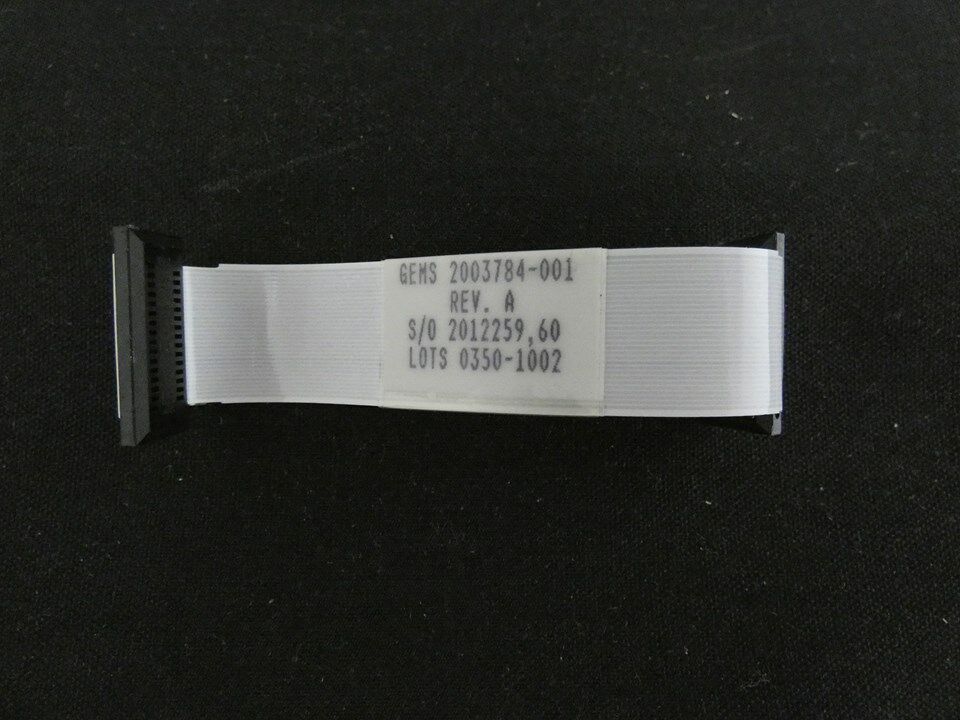 GEMS 2003784-001
REV. A
S/O 2012259,60
LOTS 0350-1002